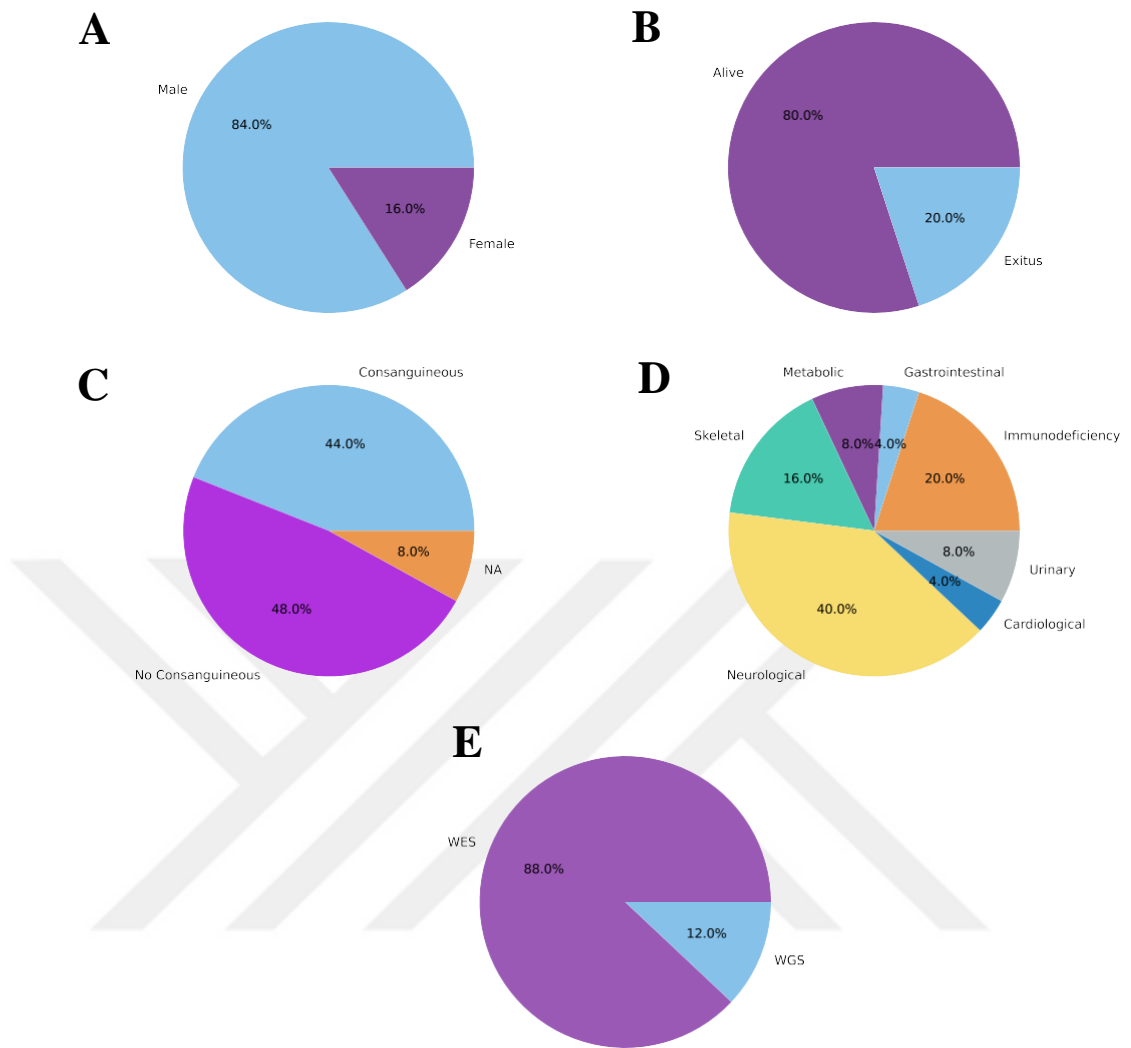 A
Male
84.0%
16.0%
Female
B
Alive
80.0%
20.0%
Exitus
C
Consanguineous
44.0%
8.0%
NA
48.0%
No Consanguineous
D
Metabolic
Gastrointestinal
Skeletal
Immunodeficiency
8.0%
4.0%
16.0%
20.0%
8.0%
Urinary
4.0%
40.0%
Cardiological
Neurological
E
WES
88.0%
12.0%
WGS